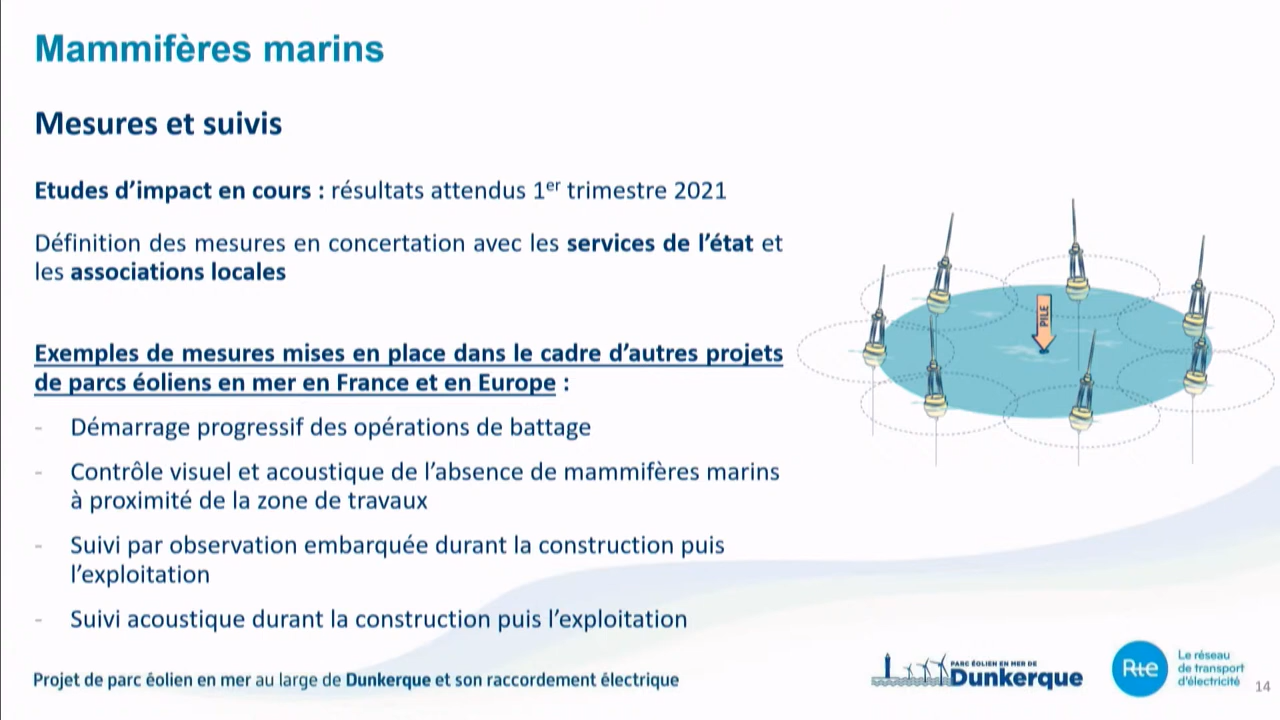 Mammifères marins
Mesures et suivis
Etudes d’impact en cours : résultats attendus 1er trimestre 2021
Définition des mesures en concertation avec les services de l’état et
les associations locales
Exemples de mesures mises en place dans le cadre d’autres projets
de parcs éoliens en mer en France et en Europe :
- Démarrage progressif des opérations de battage
- Contrôle visuel et acoustique de l’absence de mammifères marins
à proximité de la zone de travaux
- Suivi par observation embarquée durant la construction puis
l’exploitation
- Suivi acoustique durant la construction puis l’exploitation
PILE
Projet de parc éolien en mer au large de Dunkerque et son raccordement électrique
PARC ÉOLIEN EN MER DE
Dunkerque
Rte
Le réseau
de transport
d’électricité
14